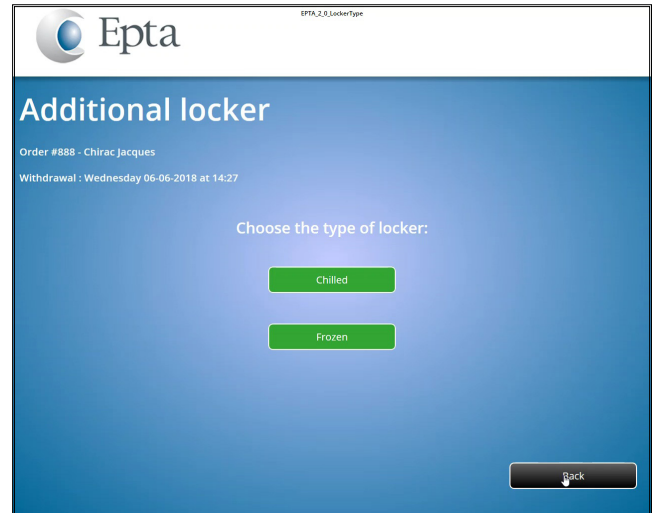 EPTA_2_0_LockerType
Epta
Additional locker
Order #888 - Chirac Jacques
Withdrawal : Wednesday 06-06-2018 at 14:27
Choose the type of locker:
Chilled
Frozen
Back